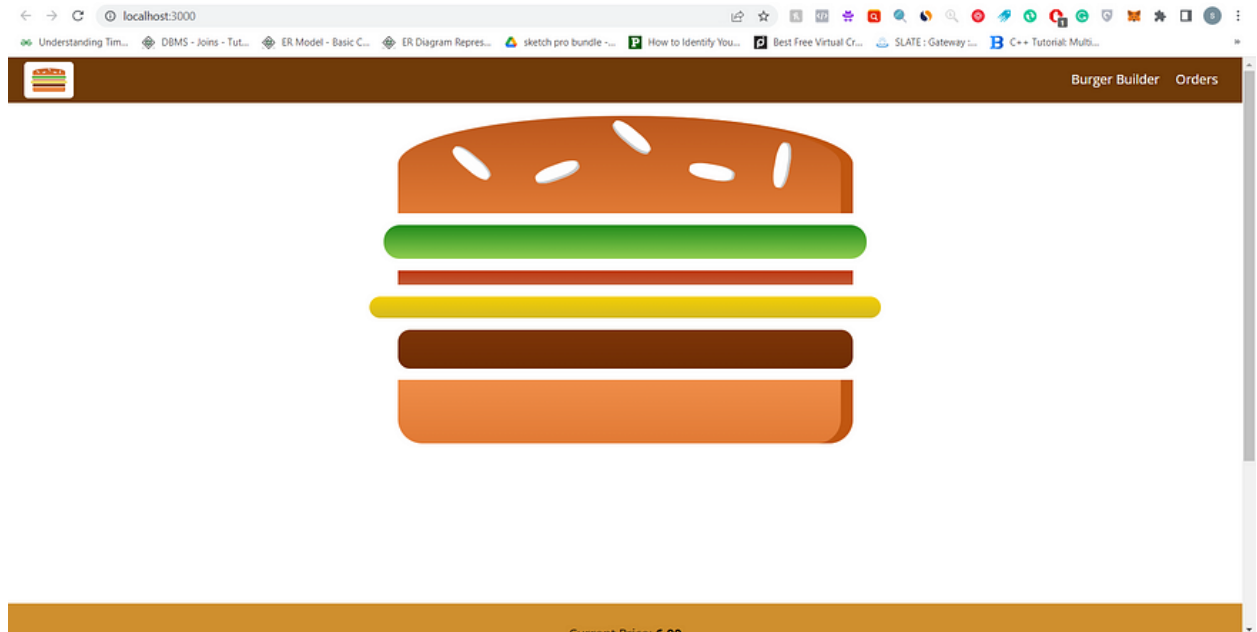 localhost:3000
Understanding Tim... DBMS - Joins - Tut... ER Model - Basic C... ER Diagram Repres... sketch pro bundle -... How to Identify You... Best Free Virtual Cr... SLATE : Gateway :... C++ Tutorial: Multi... »
Burger Builder Orders